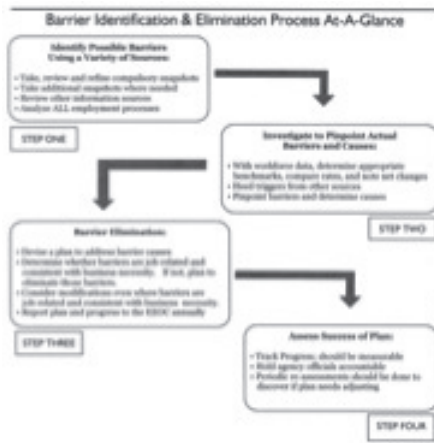 Barrier Identification & Elimination Process At-A-Glance
Identify Possible Barriers
Using a Variety of Sources:
• Take, review and refine compulsory snapshots
• Take additional snapshots where needed
• Review other information sources
• Analyze ALL employment processes
STEP ONE
Investigate to Pinpoint Actual
Barriers and Causes:
• With workforce data, determine appropriate
benchmarks, compare rates, and note net changes
• Heed triggers from other sources
• Pinpoint barriers and determine causes
STEP TWO
Barrier Elimination:
• Devise a plan to address barrier causes
• Determine whether barriers are job related and
consistent with business necessity. If not, plan to
eliminate those barriers.
• Consider modifications even where barriers are
job related and consistent with business necessity.
• Report plan and progress to the EEOC annually
STEP THREE
Assess Success of Plan:
• Track Progress; should be measurable
• Hold agency officials accountable
• Periodic re assessments should be done to
discover if plan needs adjusting
STEP FOUR